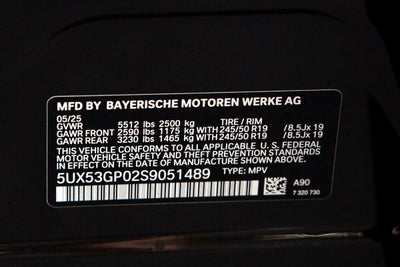 MFD BY BAYERISCHE MOTOREN WERKE AG
05/25
GVWR 5512 lbs 2500 kg TIRE / RIM
GAWR FRONT 2590 lbs 1175 kg WITH 245/50 R19 / 8.5Jx 19
GAWR REAR 3230 lbs 1465 kg WITH 245/50 R19 / 8.5Jx 19
THIS VEHICLE CONFORMS TO ALL APPLICABLE U. S. FEDERAL
MOTOR VEHICLE SAFETY AND THEFT PREVENTION STANDARDS
IN EFFECT ON THE DATE OF MANUFACTURE SHOWN ABOVE.
5UX53GP02S9051489 TYPE: MPV
A90
7 320 730